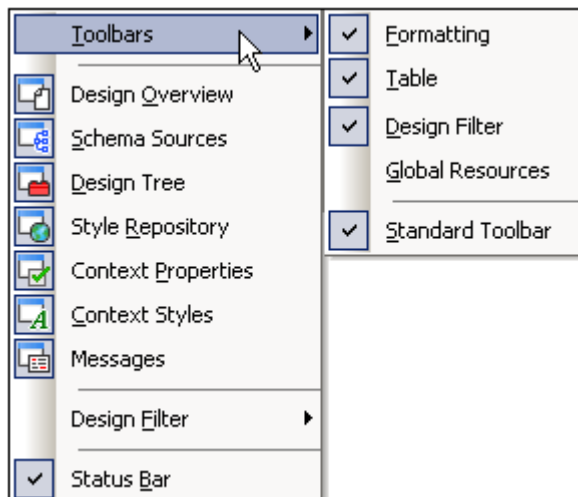 Toolbars
Design Overview
Schema Sources
Design Tree
Style Repository
Context Properties
Context Styles
Messages
Design Filter
Status Bar
Formatting
Table
Design Filter
Global Resources
Standard Toolbar